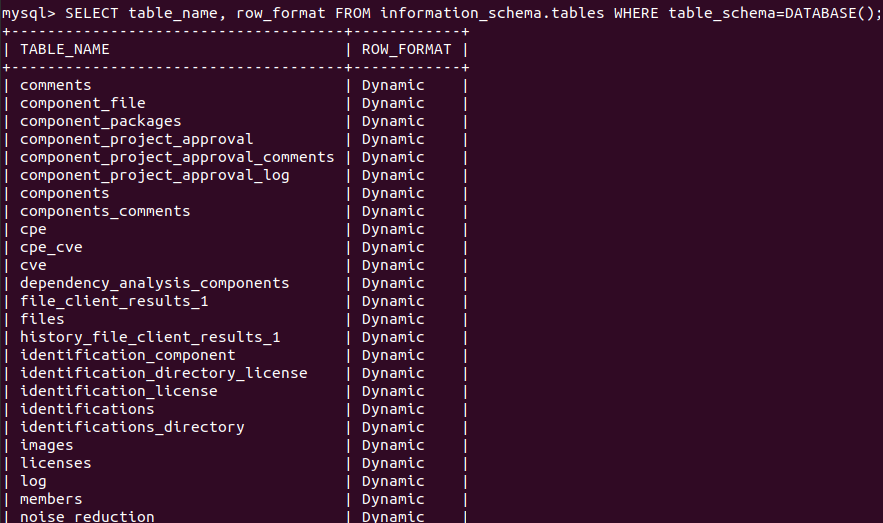 mysql> SELECT table_name, row_format FROM information_schema.tables WHERE table_schema=DATABASE();
+-------------------------------------+------------+
| TABLE_NAME                          | ROW_FORMAT |
+-------------------------------------+------------+
| comments                            | Dynamic    |
| component_file                      | Dynamic    |
| component_packages                  | Dynamic    |
| component_project_approval          | Dynamic    |
| component_project_approval_comments | Dynamic    |
| component_project_approval_log      | Dynamic    |
| components                          | Dynamic    |
| components_comments                 | Dynamic    |
| cpe                                 | Dynamic    |
| cpe_cve                             | Dynamic    |
| cve                                 | Dynamic    |
| dependency_analysis_components      | Dynamic    |
| file_client_results_1               | Dynamic    |
| files                               | Dynamic    |
| history_file_client_results_1       | Dynamic    |
| identification_component            | Dynamic    |
| identification_directory_license    | Dynamic    |
| identification_license              | Dynamic    |
| identifications                     | Dynamic    |
| identifications_directory           | Dynamic    |
| images                              | Dynamic    |
| licenses                            | Dynamic    |
| log                                 | Dynamic    |
| members                             | Dynamic    |
| noise_reduction                     | Dynamic    |